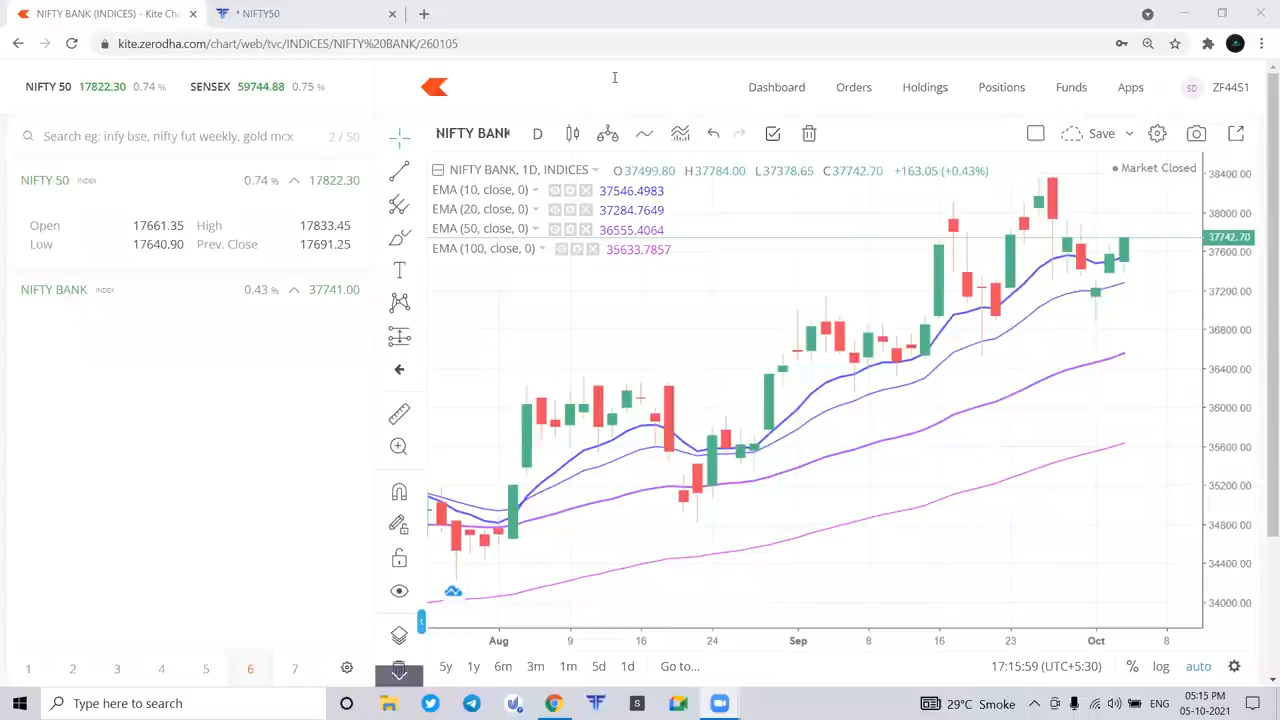 NIFTY BANK (INDICES) - Kite Cha
* NIFTY50
kite.zerodha.com/chart/web/tvc/INDICES/NIFTY%20BANK/260105
NIFTY 50 17822.30 0.74 % SENSEX 59744.88 0.75 %
Dashboard Orders Holdings Positions Funds Apps SD ZF4451
Search eg: infy bse, nifty fut weekly, gold mcx 2 / 50
NIFTY BANK D Save
NIFTY 50 INDEX 0.74 % 17822.30
Open 17661.35 High 17833.45
Low 17640.90 Prev. Close 17691.25
NIFTY BANK INDEX 0.43 % 37741.00
NIFTY BANK, 1D, INDICES O37499.80 H37784.00 L37378.65 C37742.70 +163.05 (+0.43%)
Market Closed
EMA (10, close, 0) 37546.4983
EMA (20, close, 0) 37284.7649
EMA (50, close, 0) 36555.4064
EMA (100, close, 0) 35633.7857
38400.00
38000.00
37742.70
37600.00
37200.00
36800.00
36400.00
36000.00
35600.00
35200.00
34800.00
34400.00
34000.00
Aug 9 16 24 Sep 8 16 23 Oct 8
1 2 3 4 5 6 7
5y 1y 6m 3m 1m 5d 1d Go to... 17:15:59 (UTC+5:30) % log auto
Type here to search
29°C Smoke ENG
05:15 PM
05-10-2021